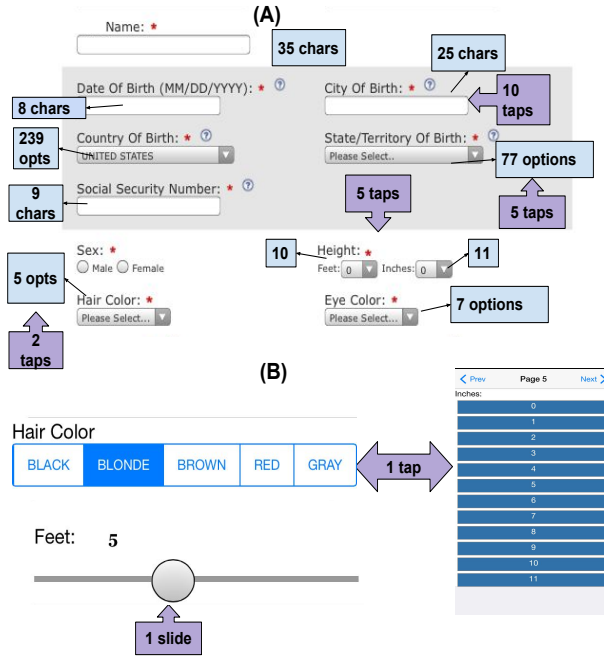 (A)
Name: *
35 chars
25 chars
Date Of Birth (MM/DD/YYYY): * ?
City Of Birth: * ?
8 chars
10 taps
Country Of Birth: * ?
State/Territory Of Birth: * ?
239 opts
UNITED STATES
Please Select..
77 options
Social Security Number: * ?
9 chars
5 taps
5 taps
Sex: *
Male Female
Height: *
Feet: 0 Inches: 0
10
11
5 opts
Hair Color: *
Please Select...
Eye Color: *
Please Select...
7 options
2 taps
(B)
Prev Page 5 Next
Inches:
0
1
2
3
4
5
6
7
8
9
10
11
Hair Color
BLACK BLONDE BROWN RED GRAY
1 tap
Feet: 5
1 slide